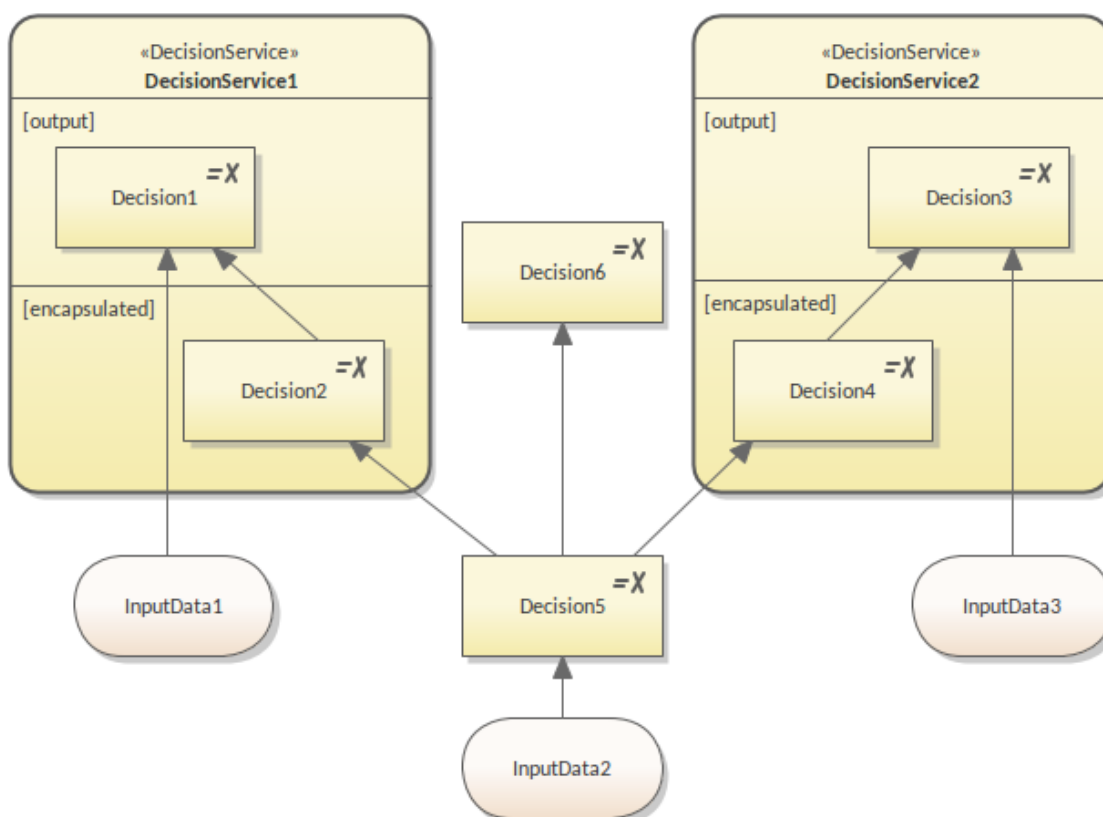 «DecisionService»
DecisionService1
[output]
=X
Decision1
[encapsulated]
=X
Decision2
«DecisionService»
DecisionService2
[output]
=X
Decision3
[encapsulated]
=X
Decision4
=X
Decision6
=X
Decision5
InputData1
InputData3
InputData2